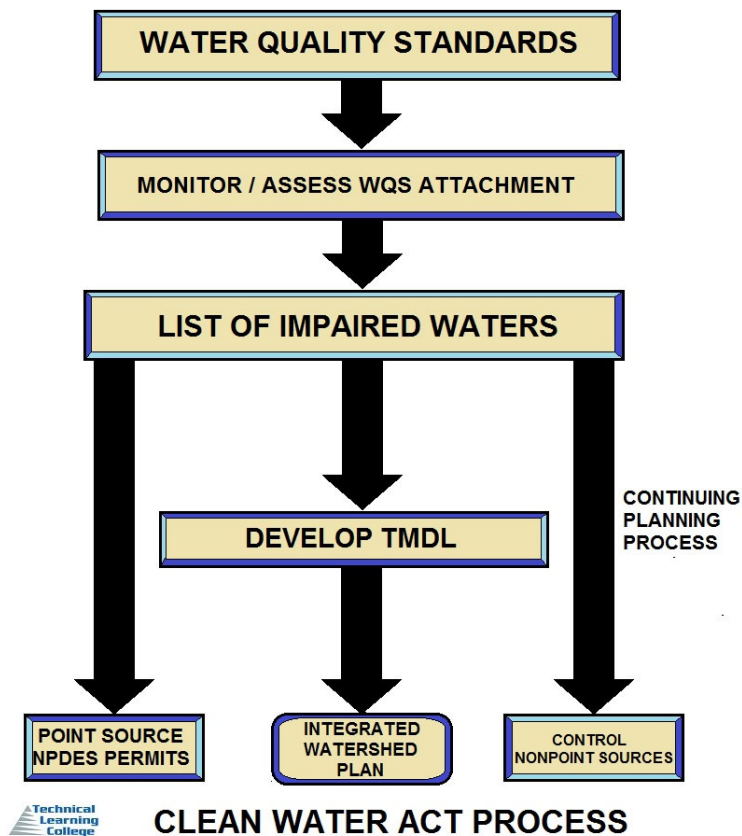 WATER QUALITY STANDARDS
MONITOR / ASSESS WQS ATTACHMENT
LIST OF IMPAIRED WATERS
CONTINUING
PLANNING
PROCESS
DEVELOP TMDL
POINT SOURCE
NPDES PERMITS
INTEGRATED
WATERSHED
PLAN
CONTROL
NONPOINT SOURCES
Technical
Learning
College
CLEAN WATER ACT PROCESS